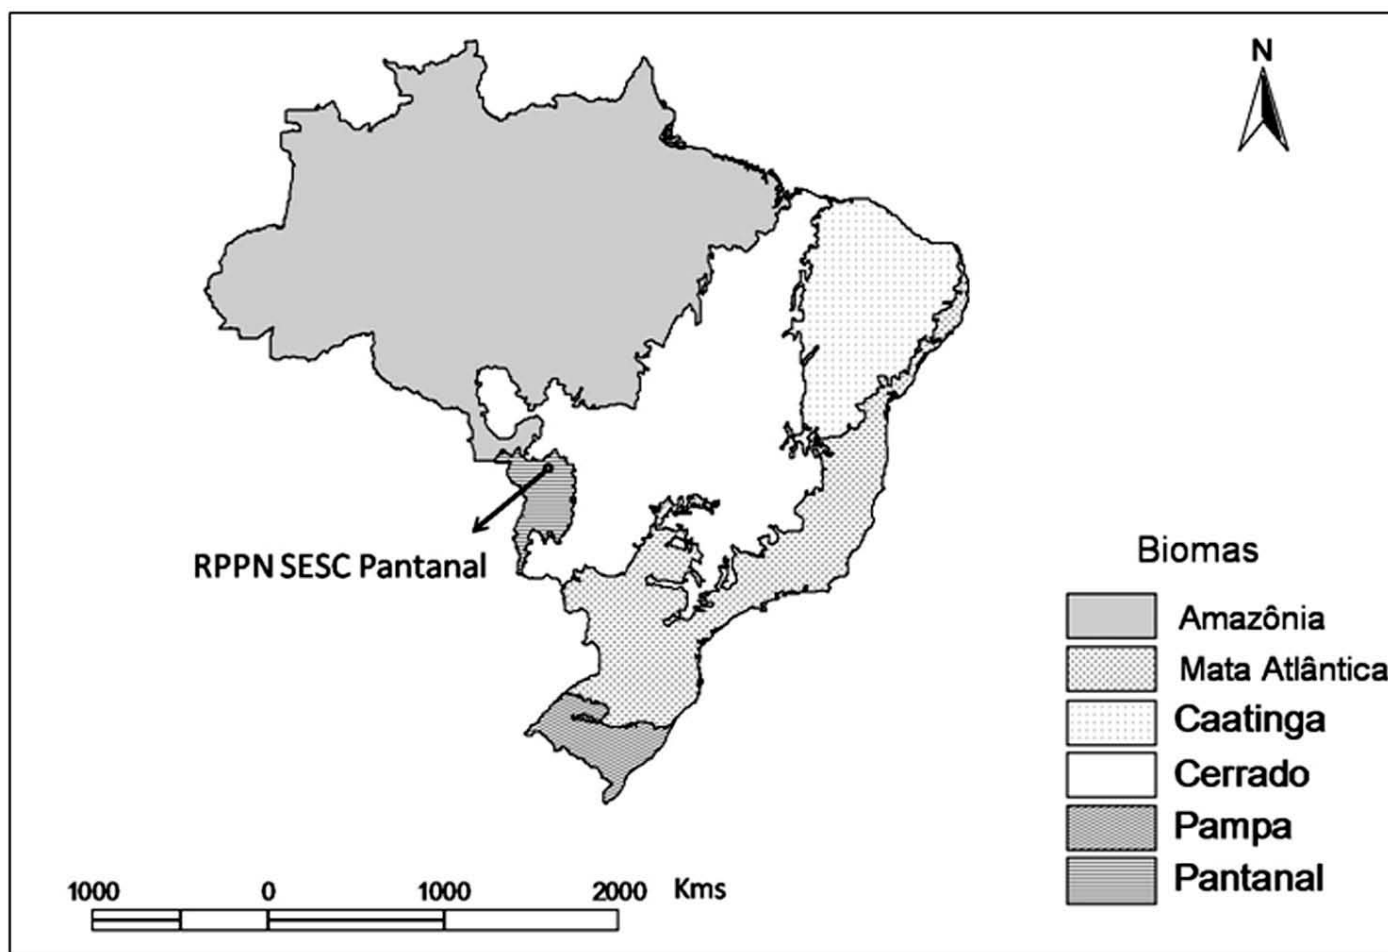 N
RPPN SESC Pantanal
Biomas
Amazônia
Mata Atlântica
Caatinga
Cerrado
Pampa
Pantanal
1000 0 1000 2000 Kms